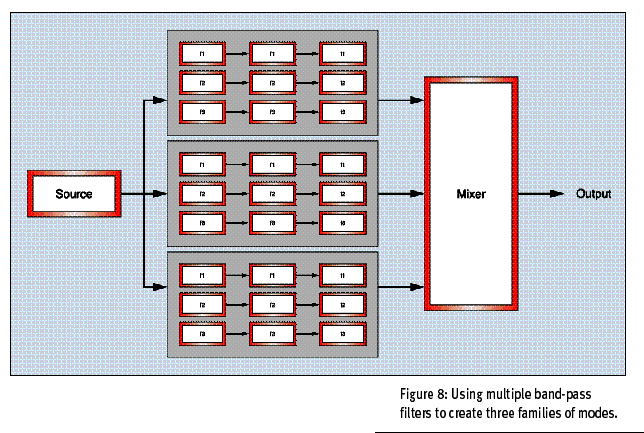 f1 f1 f1
f2 f2 f2
f3 f3 f3
f1 f1 f1
Source f2 f2 f2 Mixer Output
f3 f3 f3
f1 f1 f1
f2 f2 f2
f3 f3 f3
Figure 8: Using multiple band-pass
filters to create three families of modes.